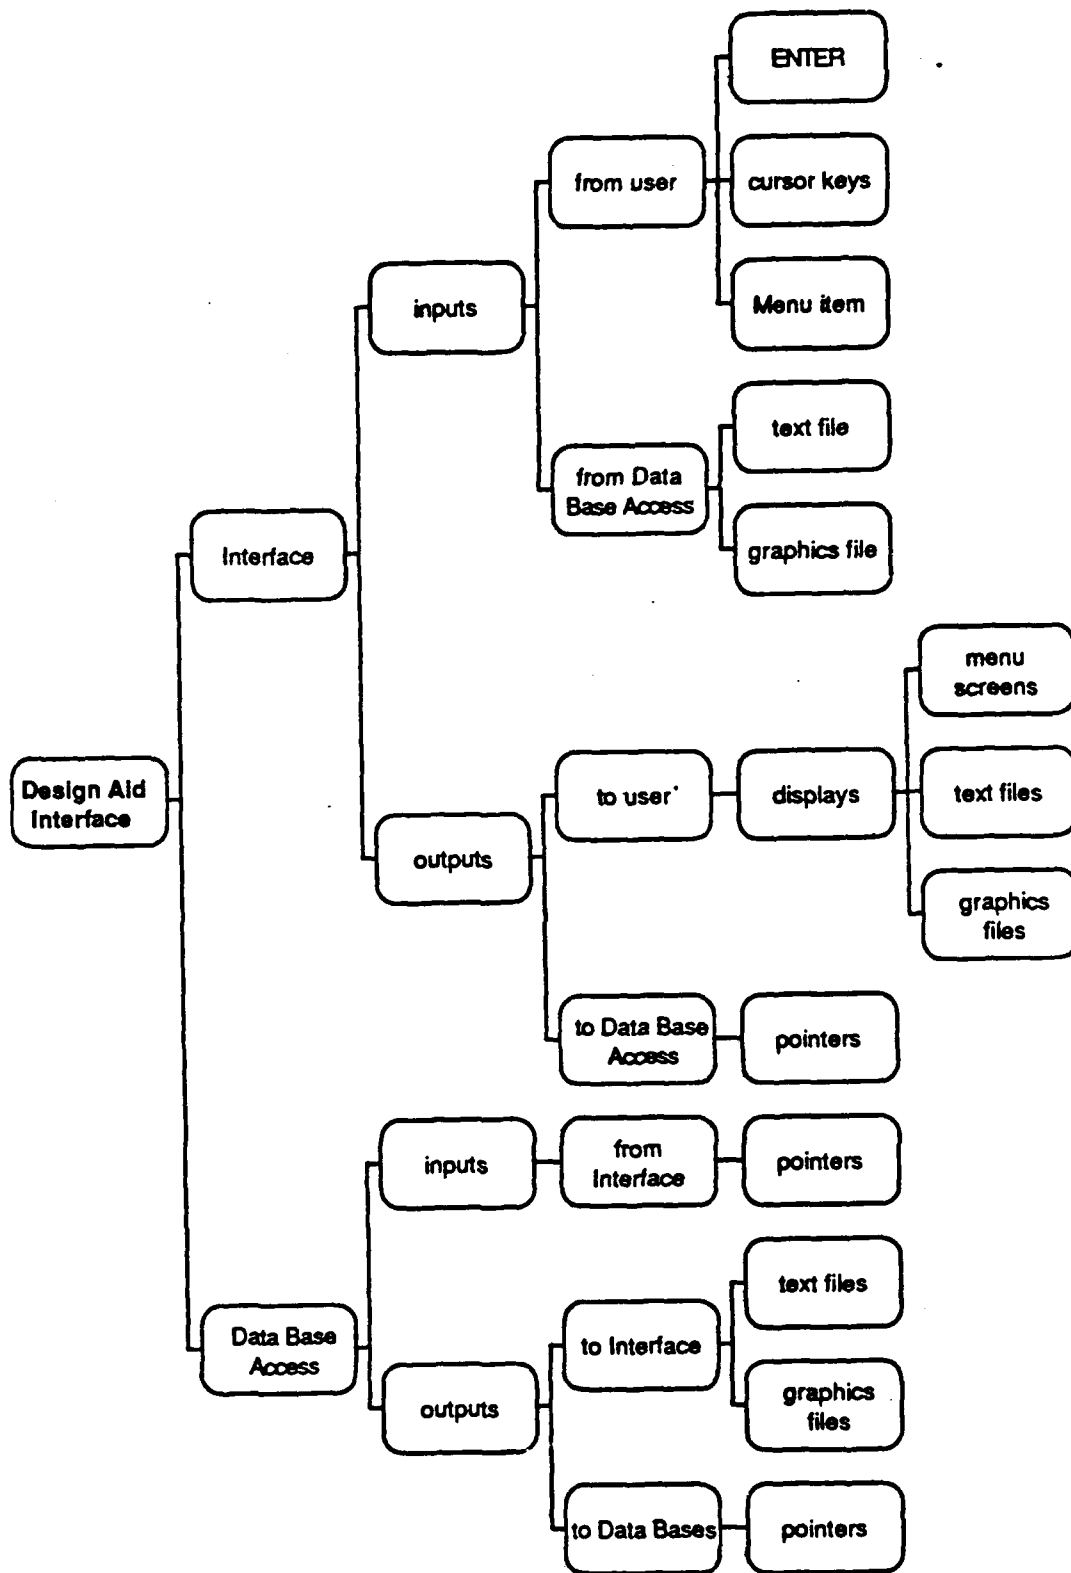 ENTER
from user
cursor keys
inputs
Menu item
text file
from Data
Base Access
graphics file
Interface
menu
screens
Design Aid
Interface
to user
displays
text files
outputs
graphics
files
to Data Base
Access
pointers
inputs
from
Interface
pointers
text files
Data Base
Access
to Interface
graphics
files
outputs
to Data Bases
pointers